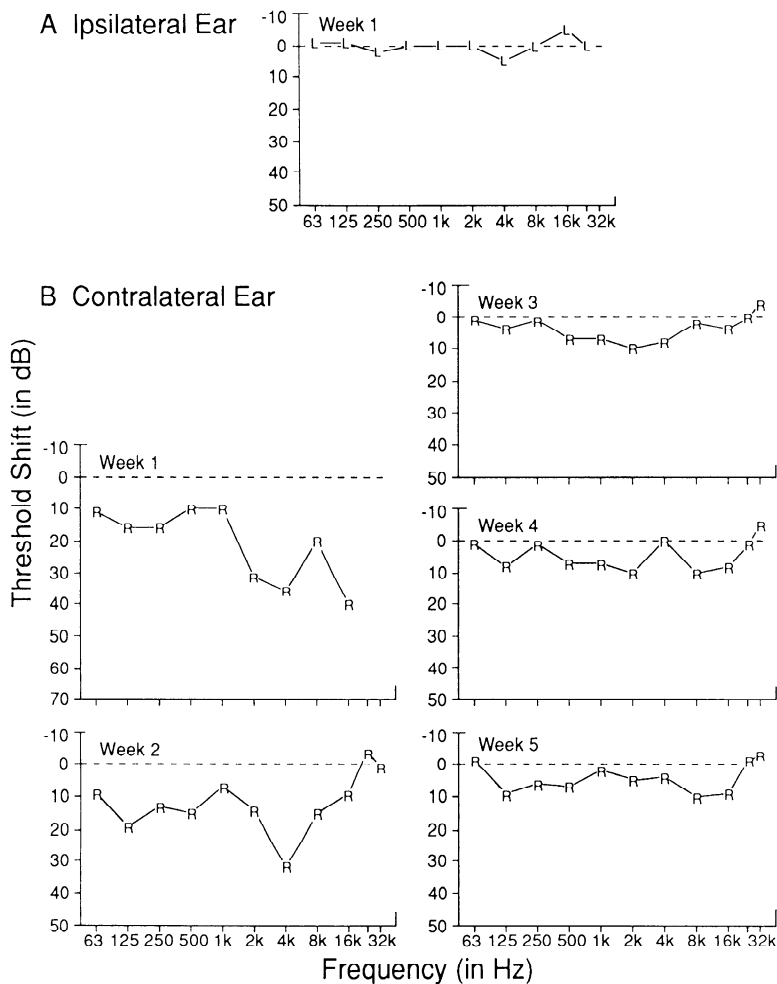 A Ipsilateral Ear
Week 1
-10
0
10
20
30
40
50
L L L L L L L L L L
63 125 250 500 1k 2k 4k 8k 16k 32k
B Contralateral Ear
Threshold Shift (in dB)
Week 1
-10
0
10
20
30
40
50
60
70
R R R R R R R R R
Week 2
-10
0
10
20
30
40
50
R R R R R R R R R R R
63 125 250 500 1k 2k 4k 8k 16k 32k
Week 3
-10
0
10
20
30
40
50
R R R R R R R R R R R
Week 4
-10
0
10
20
30
40
50
R R R R R R R R R R R
Week 5
-10
0
10
20
30
40
50
R R R R R R R R R R R
63 125 250 500 1k 2k 4k 8k 16k 32k
Frequency (in Hz)